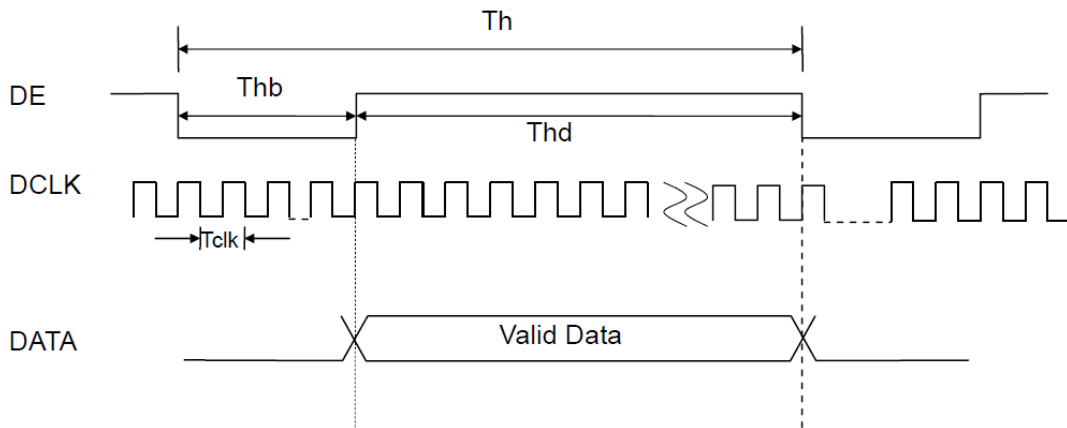 Th
DE
Thb
Thd
DCLK
Tclk
DATA
Valid Data